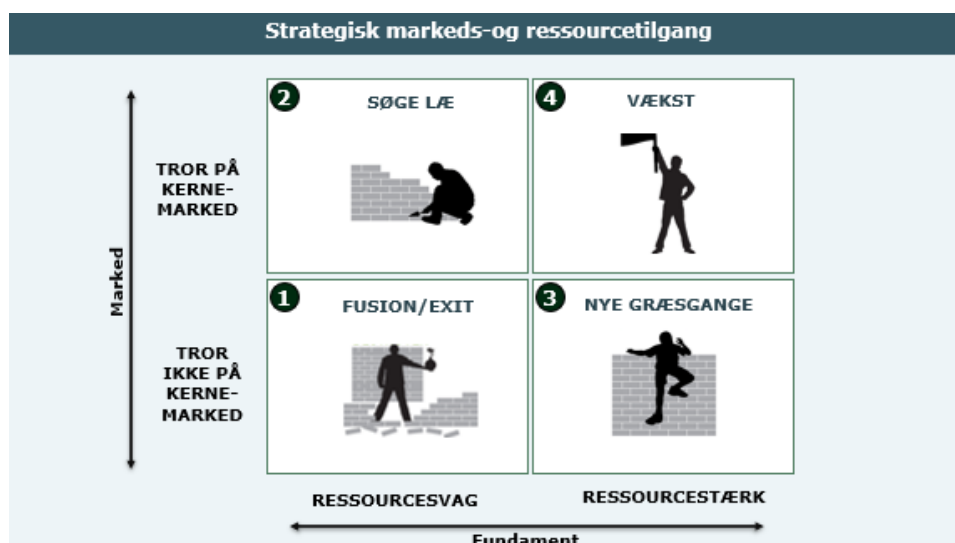 Strategisk markeds-og ressourcetilgang
2
SØGE LÆ
4
VÆKST
TROR PÅ
KERNE-
MARKED
Marked
1
FUSION/EXIT
3
NYE GRÆSGANGE
TROR
IKKE PÅ
KERNE-
MARKED
RESSOURCESVAG
RESSOURCESTÆRK
Fundament